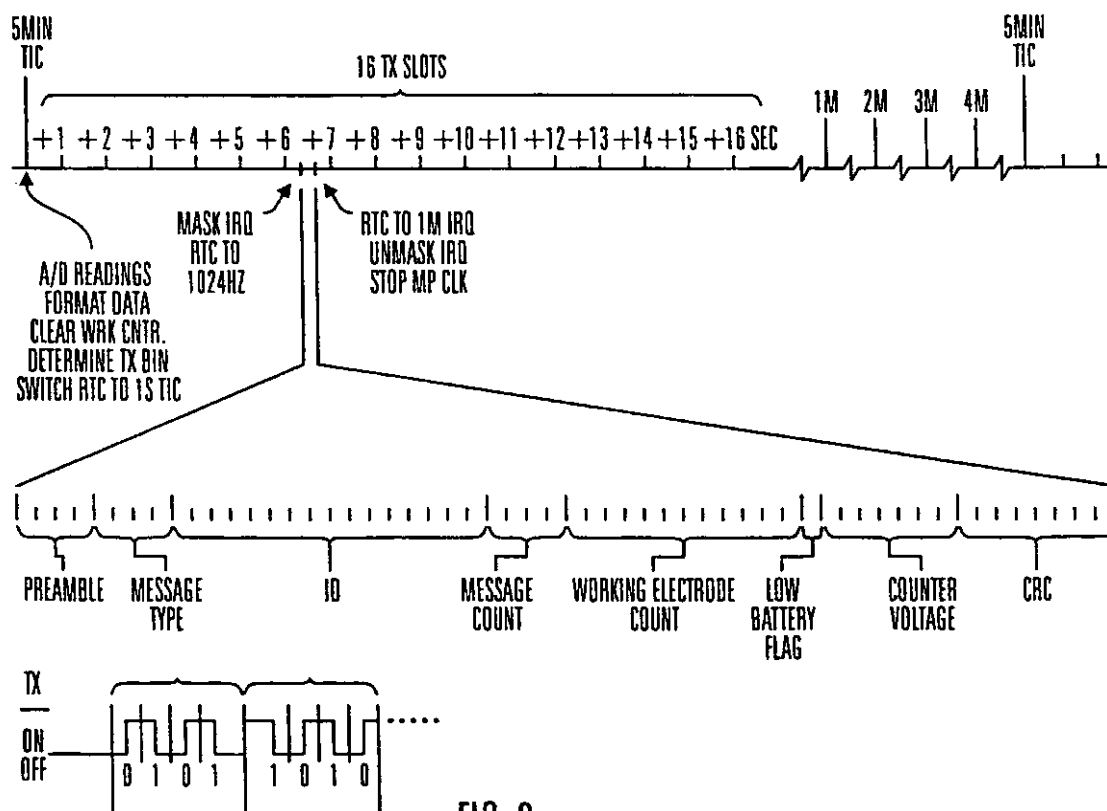 5MIN
TIC
16 TX SLOTS
5MIN
TIC
1M 2M 3M 4M
+1 +2 +3 +4 +5 +6 +7 +8 +9 +10 +11 +12 +13 +14 +15 +16 SEC
MASK IRQ
RTC TO
1024HZ
RTC TO 1M IRQ
UNMASK IRQ
STOP MP CLK
A/D READINGS
FORMAT DATA
CLEAR WRK CNTR.
DETERMINE TX BIN
SWITCH RTC TO 1S TIC
PREAMBLE
MESSAGE
TYPE
ID
MESSAGE
COUNT
WORKING ELECTRODE
COUNT
LOW
BATTERY
FLAG
COUNTER
VOLTAGE
CRC
TX
ON
OFF
0 1 0 1 1 0 1 0